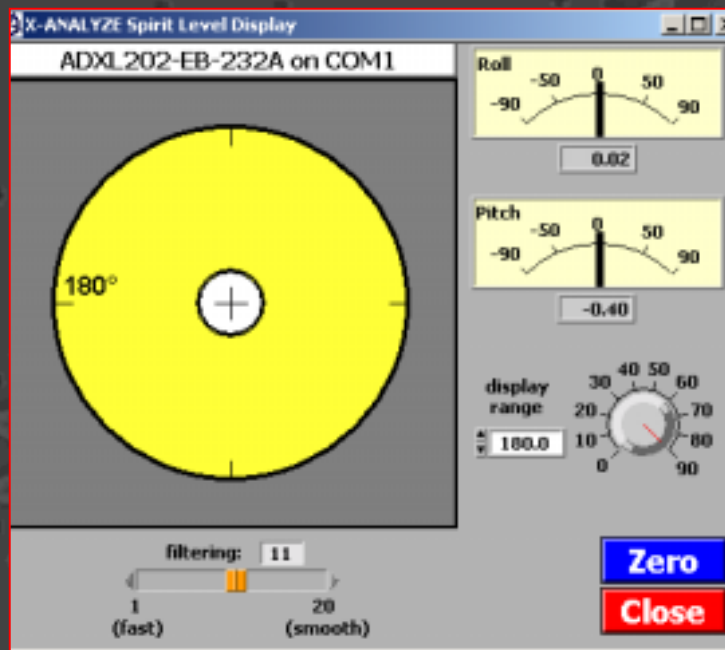 X-ANALYZE Spirit Level Display
ADXL202-EB-232A on COM1
180°
Roll
-90 -50 0 50 90
0.02
Pitch
-90 -50 0 50 90
-0.40
display
range
180.0
0 10 20 30 40 50 60 70 80 90
filtering: 11
1 20
(fast) (smooth)
Zero
Close